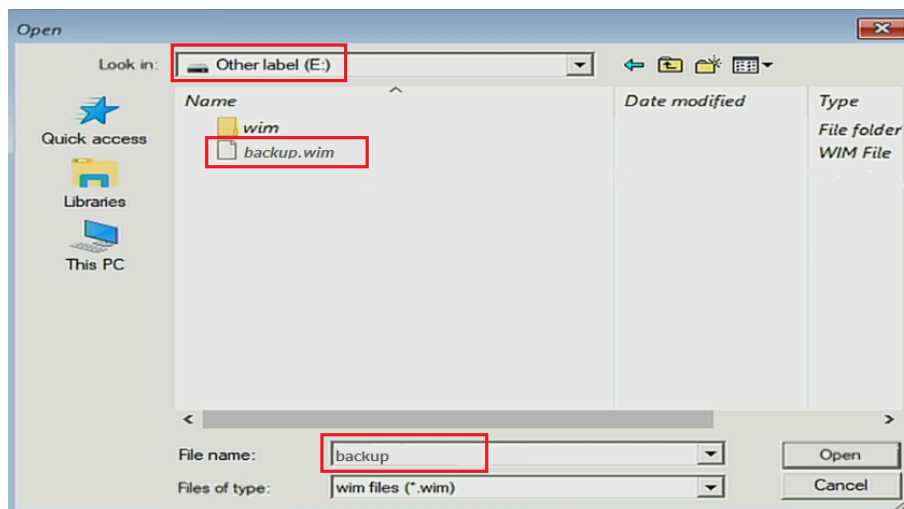 Open
Look in: Other label (E:)
Name Date modified Type
wim File folder
backup.wim WIM File
Quick access
Libraries
This PC
File name: backup Open
Files of type: wim files (*.wim) Cancel